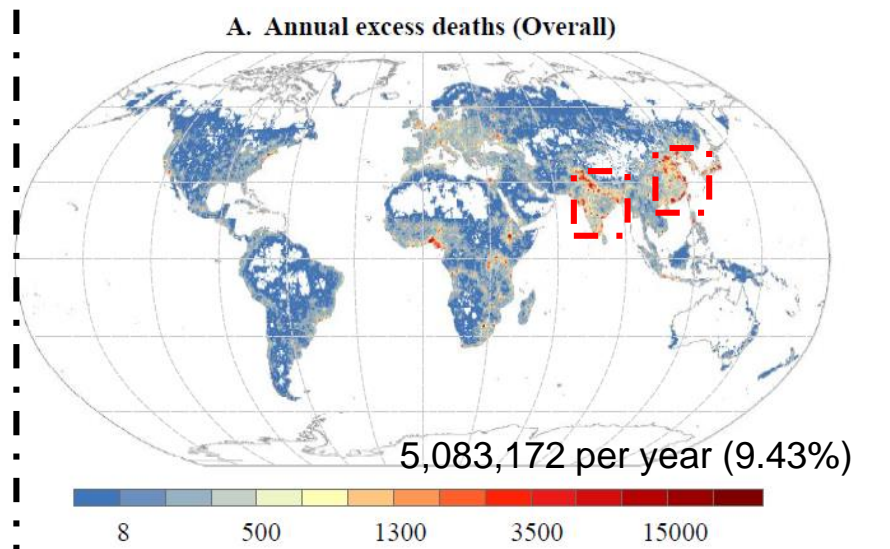 A. Annual excess deaths (Overall)
5,083,172 per year (9.43%)
8 500 1300 3500 15000